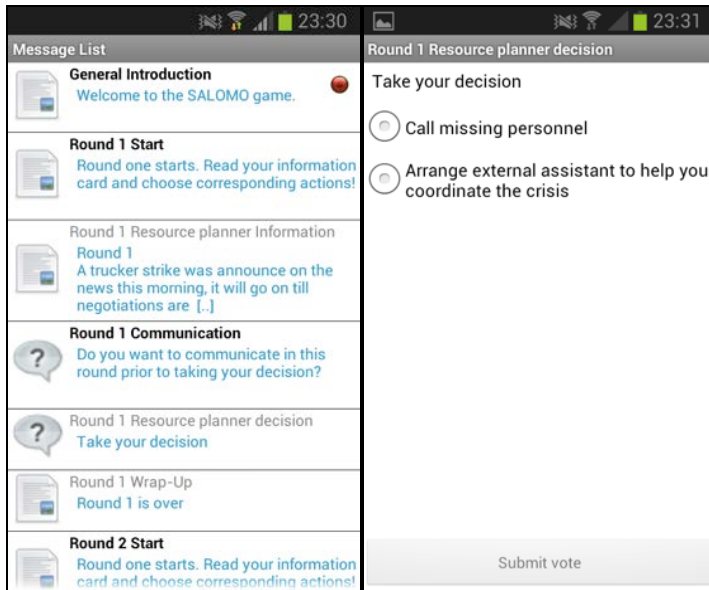 23:30
Message List
General Introduction
Welcome to the SALOMO game.
Round 1 Start
Round one starts. Read your information
card and choose corresponding actions!
Round 1 Resource planner Information
Round 1
A trucker strike was announce on the
news this morning, it will go on till
negotiations are [..]
Round 1 Communication
Do you want to communicate in this
round prior to taking your decision?
Round 1 Resource planner decision
Take your decision
Round 1 Wrap-Up
Round 1 is over
Round 2 Start
Round one starts. Read your information
card and choose corresponding actions!
23:31
Round 1 Resource planner decision
Take your decision
Call missing personnel
Arrange external assistant to help you
coordinate the crisis
Submit vote